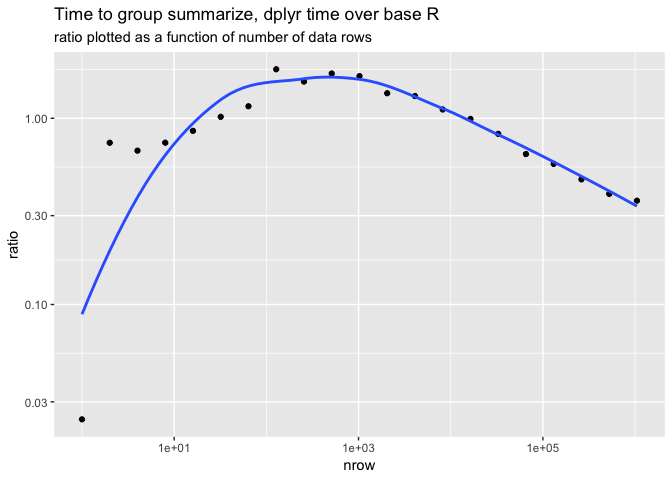 Time to group summarize, dplyr time over base R
ratio plotted as a function of number of data rows
1.00
0.30
0.10
0.03
ratio
1e+01
1e+03
1e+05
nrow